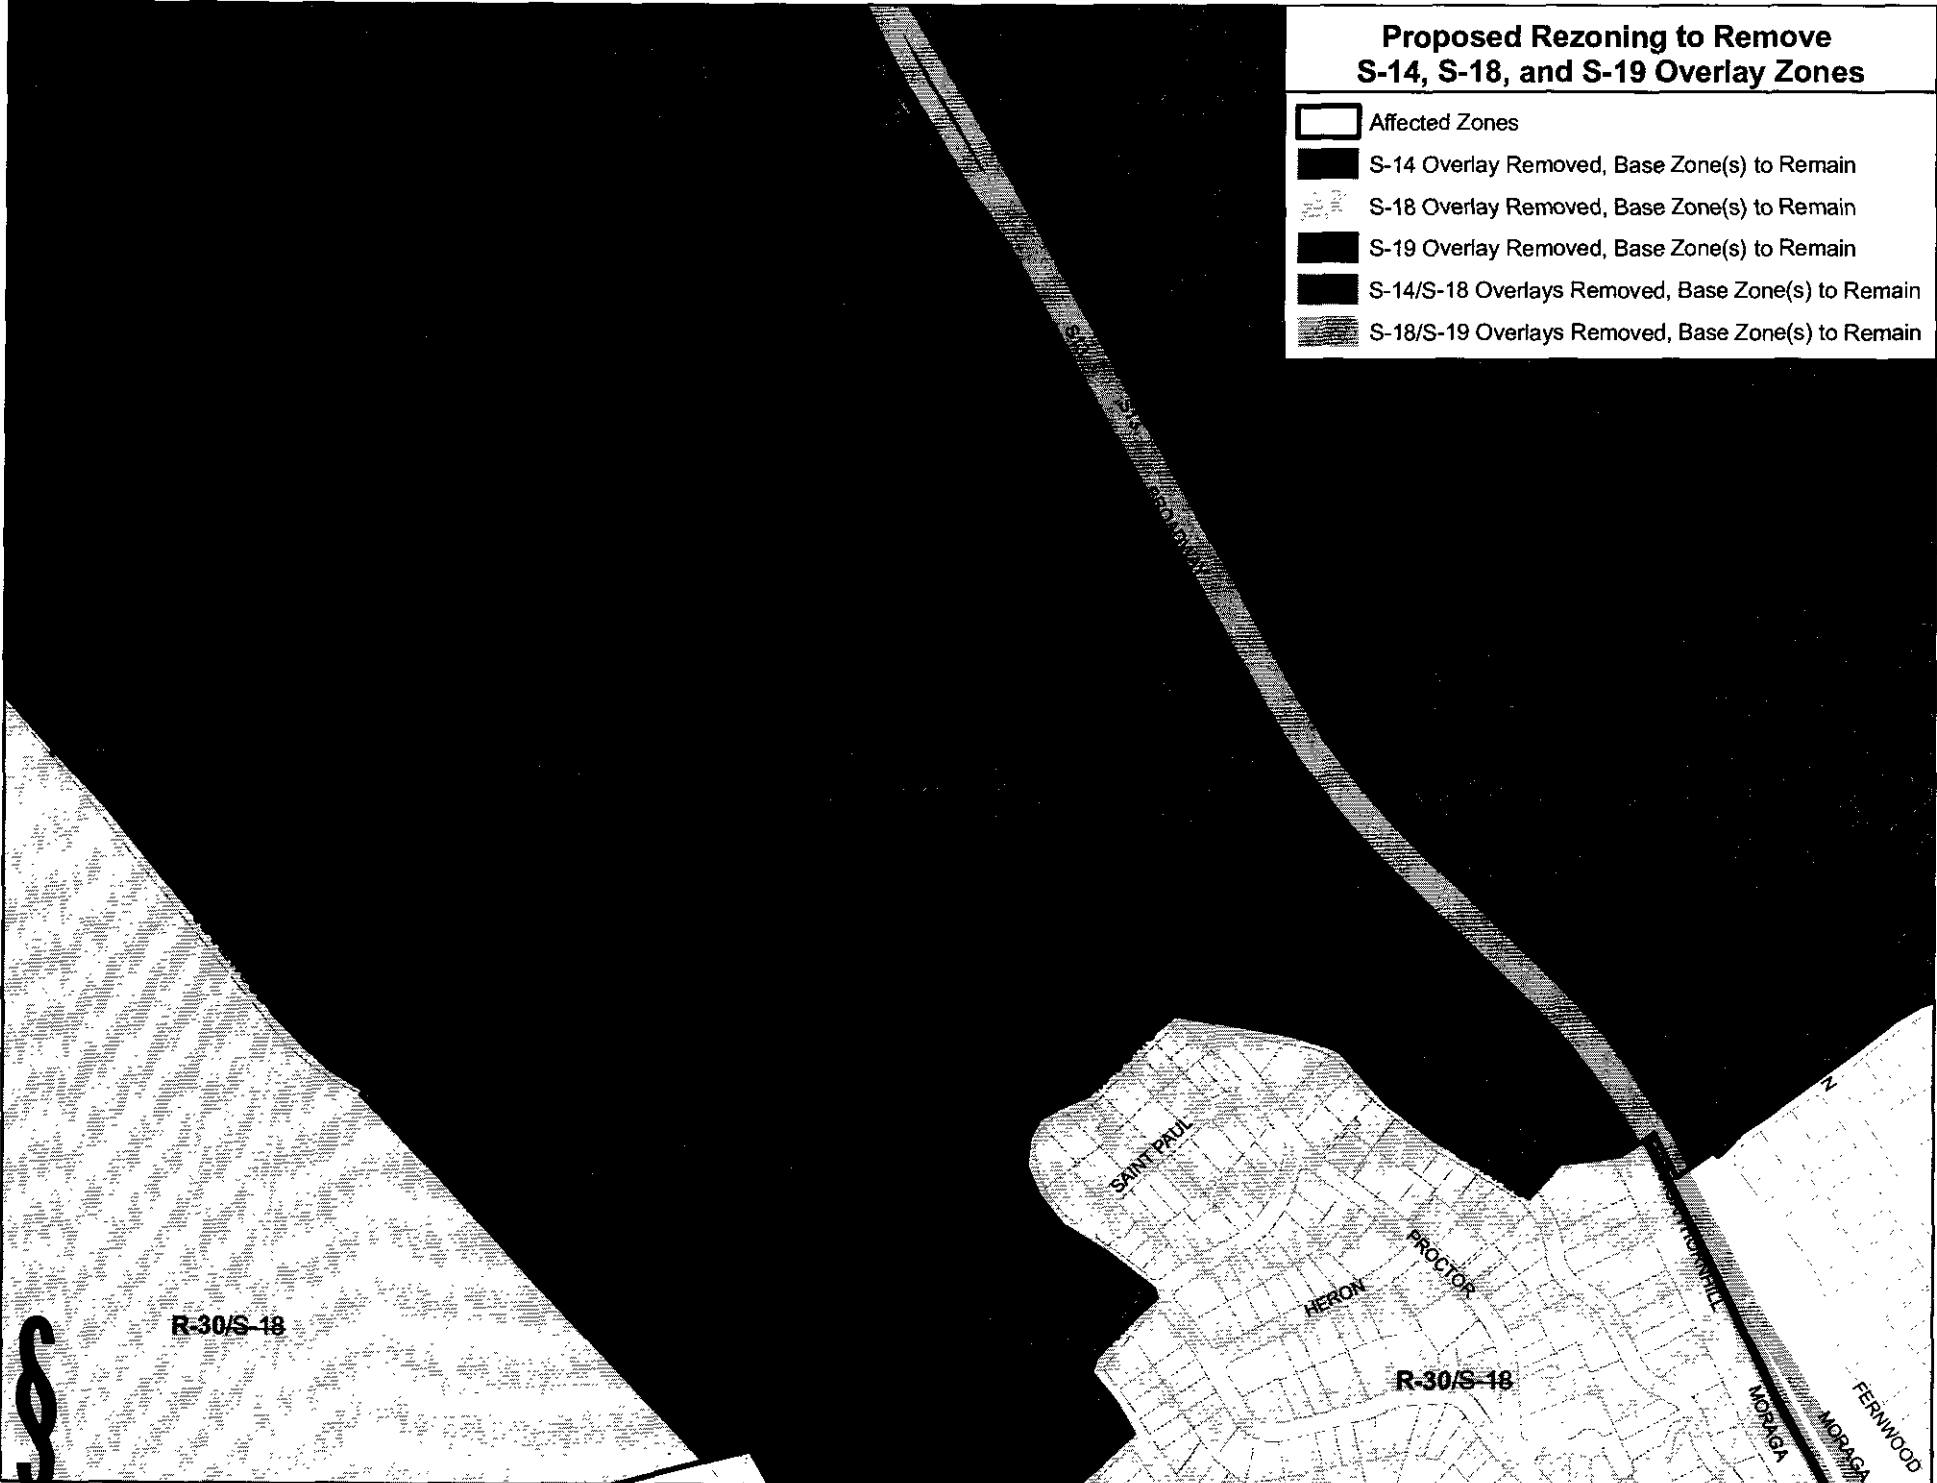 Proposed Rezoning to Remove
S-14, S-18, and S-19 Overlay Zones
Affected Zones
S-14 Overlay Removed, Base Zone(s) to Remain
S-18 Overlay Removed, Base Zone(s) to Remain
S-19 Overlay Removed, Base Zone(s) to Remain
S-14/S-18 Overlays Removed, Base Zone(s) to Remain
S-18/S-19 Overlays Removed, Base Zone(s) to Remain
SAINT PAUL
PROCTOR
HERON
THORNHILL
R-30/S-18
R-30/S-18
MORAGA
MORAGA
FERNWOOD